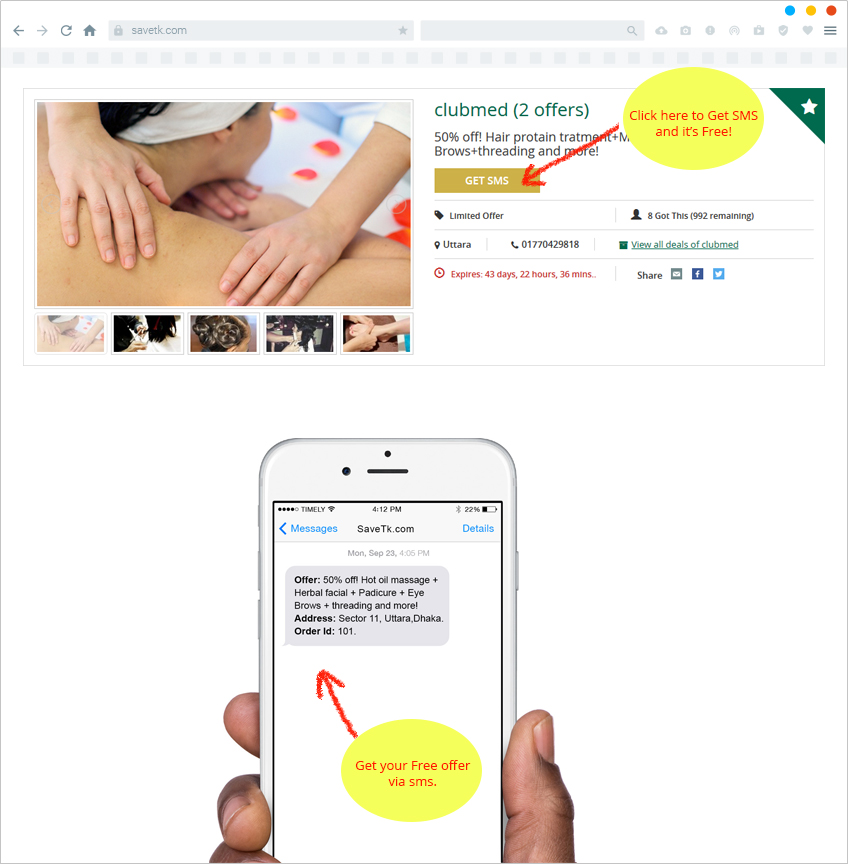 savetk.com
clubmed (2 offers)
50% off! Hair protain tratment+M
Brows+threading and more!
Click here to Get SMS
and it's Free!
GET SMS
Limited Offer
8 Got This (992 remaining)
Uttara
01770429818
View all deals of clubmed
Expires: 43 days, 22 hours, 36 mins..
Share
TIMELY
4:12 PM
22%
Messages
SaveTk.com
Details
Mon, Sep 23, 4:05 PM
Offer: 50% off! Hot oil massage +
Herbal facial + Padicure + Eye
Brows + threading and more!
Address: Sector 11, Uttara,Dhaka.
Order Id: 101.
Get your Free offer
via sms.